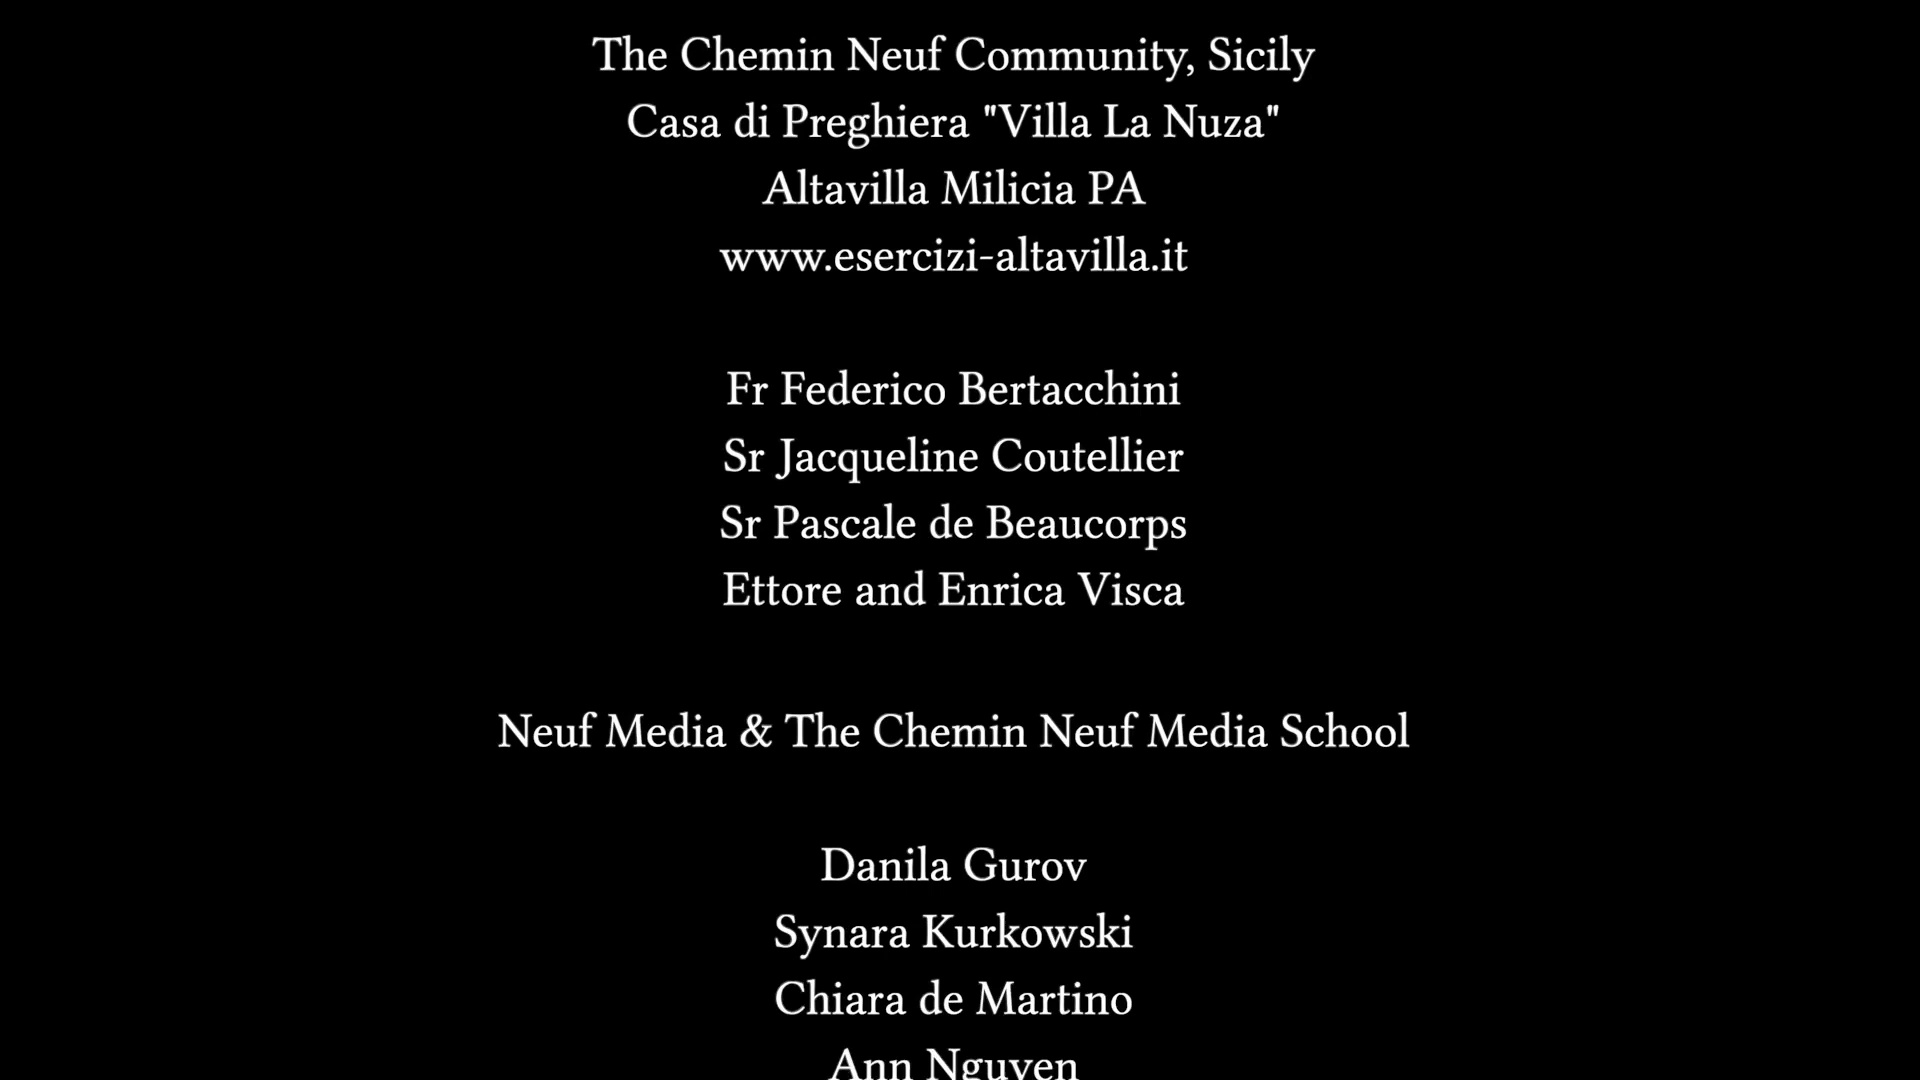 The Chemin Neuf Community, Sicily
Casa di Preghiera "Villa La Nuza"
Altavilla Milicia PA
www.esercizi-altavilla.it
Fr Federico Bertacchini
Sr Jacqueline Coutellier
Sr Pascale de Beaucorps
Ettore and Enrica Visca
Neuf Media & The Chemin Neuf Media School
Danila Gurov
Synara Kurkowski
Chiara de Martino
Ann Nguyen